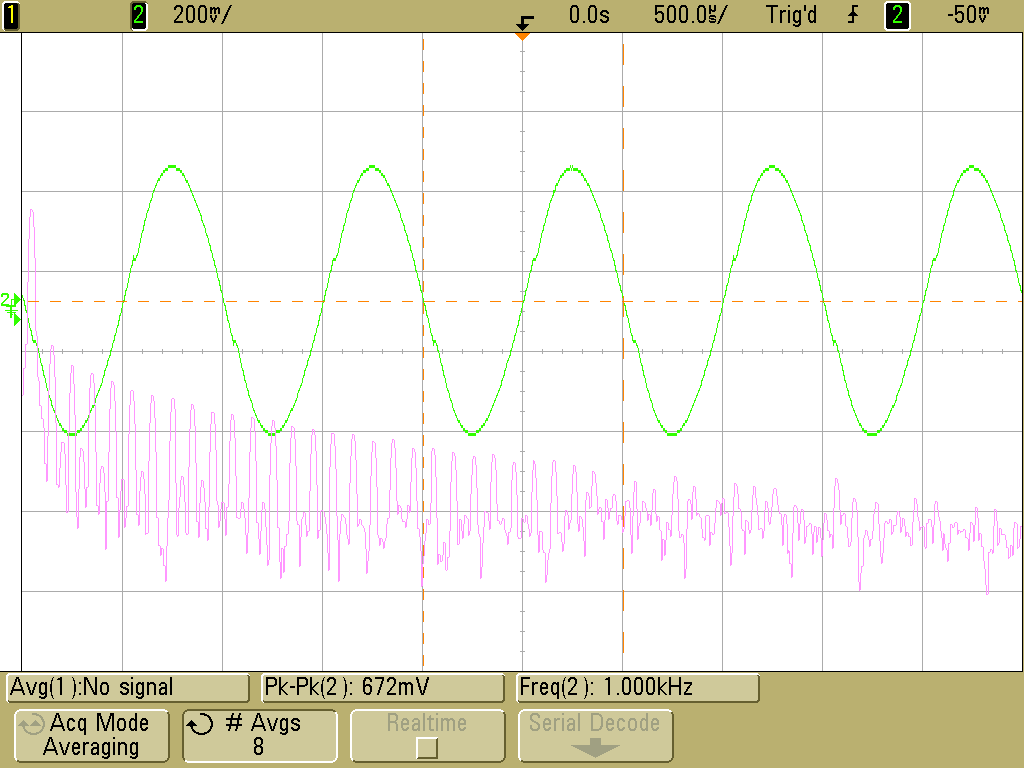 1 2 200mV/ 0.0s 500.0µs/ Trig'd 2 -50mV
2
Avg(1):No signal Pk-Pk(2): 672mV Freq(2): 1.000kHz
Acq Mode # Avgs Realtime Serial Decode
Averaging 8